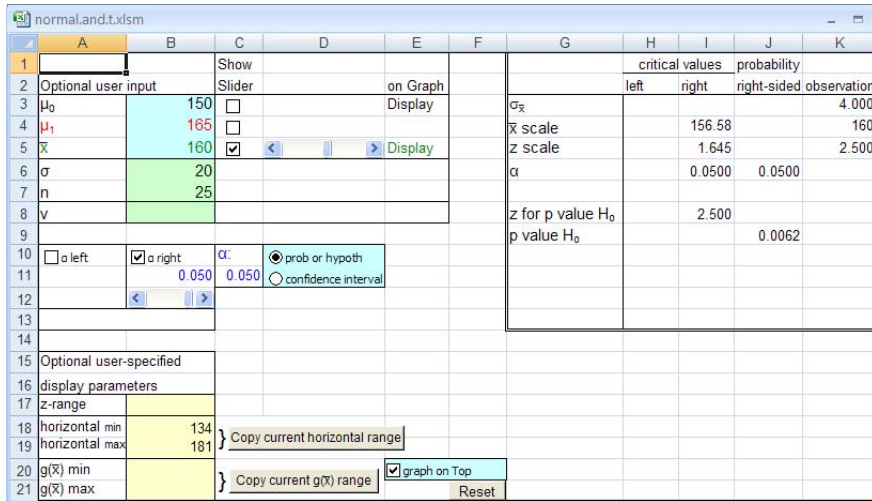 normal.and.t.xlsm
A B C D E F G H I J K
1 Show critical values probability
2 Optional user input Slider on Graph left right right-sided observation
3 μ₀ 150 Display σx̅ 4.000
4 μ₁ 165 x̅ scale 156.58 160
5 x̅ 160 Display z scale 1.645 2.500
6 σ 20 α 0.0500 0.0500
7 n 25
8 ν z for p value H₀ 2.500
9 p value H₀ 0.0062
10 α left α right α: prob or hypoth
11 0.050 0.050 confidence interval
12
13
14
15 Optional user-specified
16 display parameters
17 z-range
18 horizontal min 134 } Copy current horizontal range
19 horizontal max 181
20 g(x̅) min } Copy current g(x̅) range graph on Top
21 g(x̅) max Reset